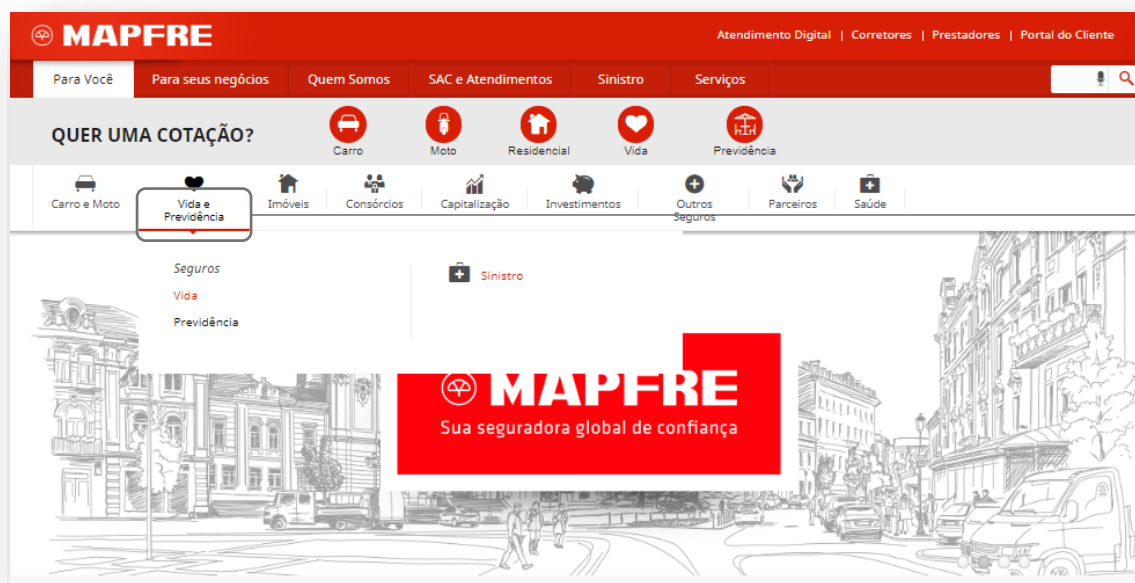 MAPFRE
Atendimento Digital | Corretores | Prestadores | Portal do Cliente
Para Você Para seus negócios Quem Somos SAC e Atendimentos Sinistro Serviços
QUER UMA COTAÇÃO?
Carro Moto Residencial Vida Previdência
Carro e Moto Vida e Imóveis Consórcios Capitalização Investimentos Outros Parceiros Saúde
Previdência Seguros
Seguros Sinistro
Vida
Previdência
MAPFRE
Sua seguradora global de confiança